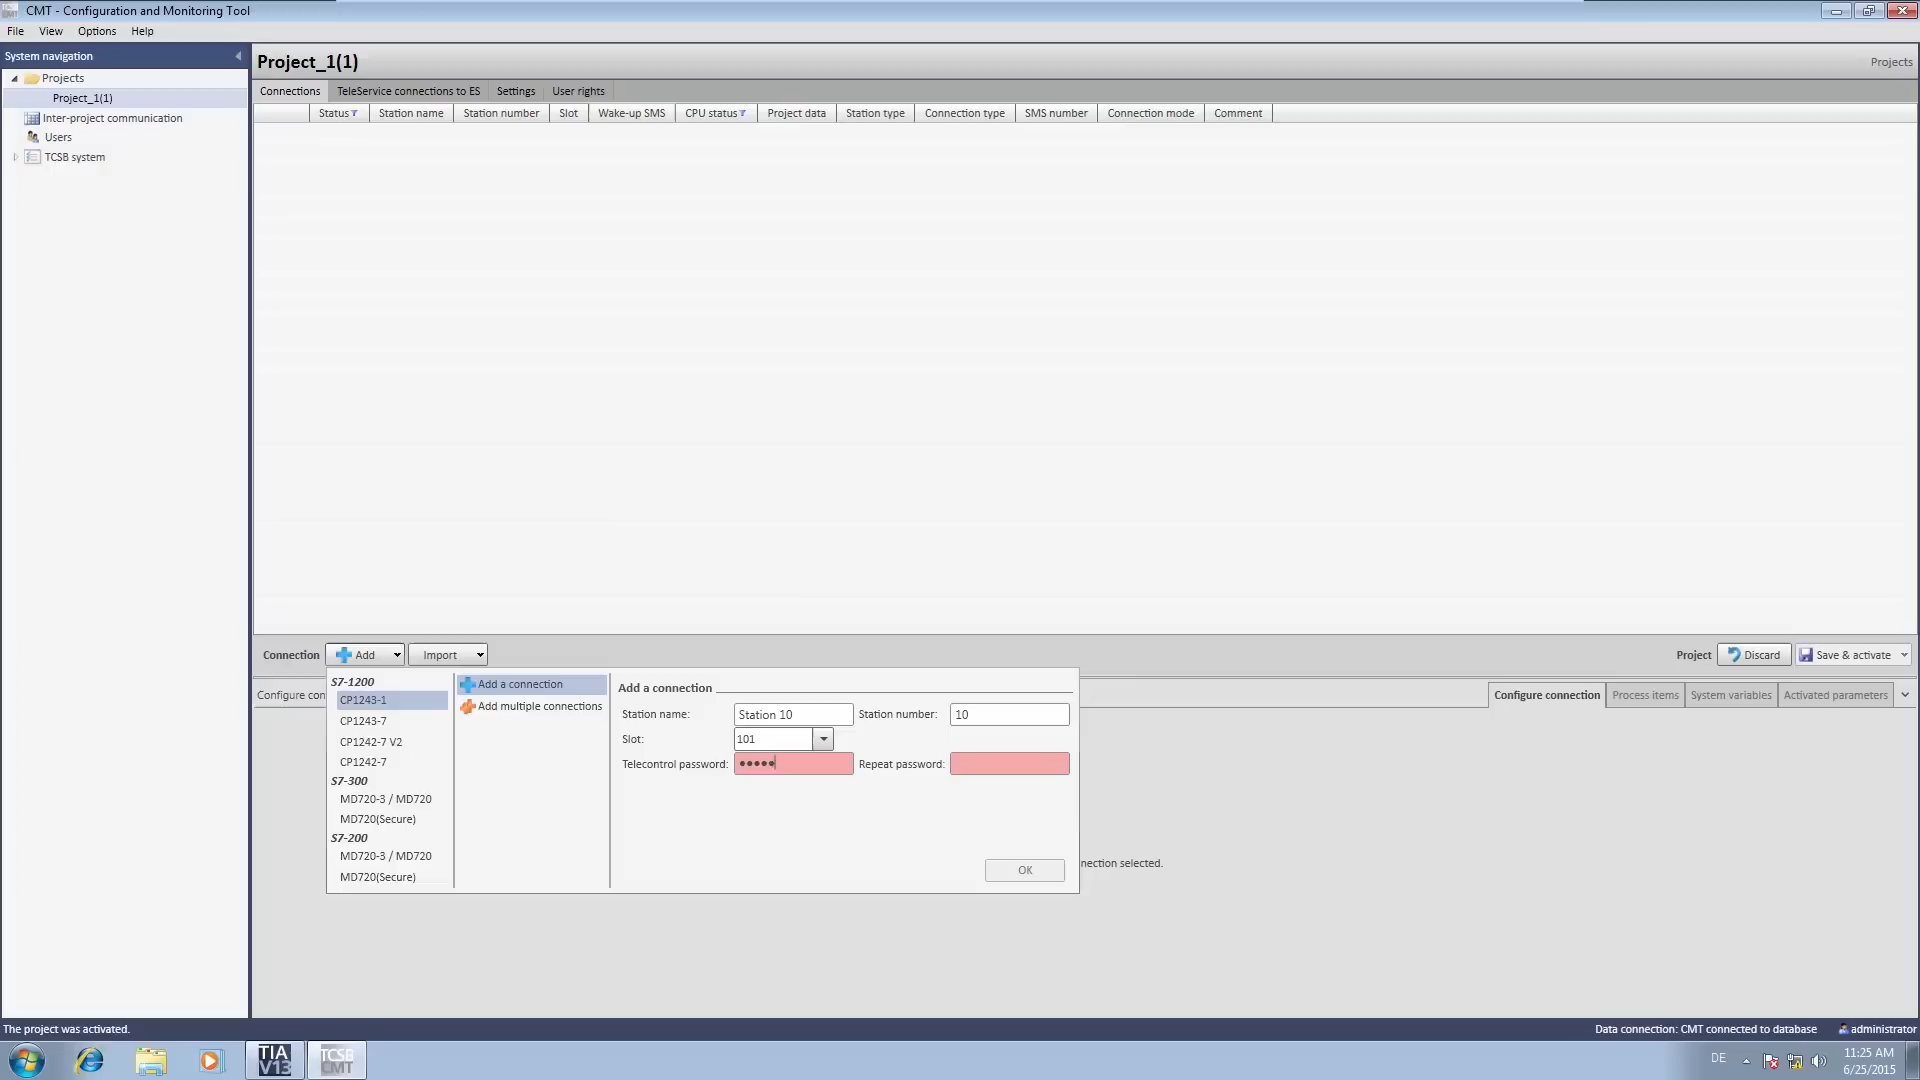 CMT - Configuration and Monitoring Tool
File View Options Help
System navigation
Projects
Project_1(1)
Inter-project communication
Users
TCSB system
Project_1(1)
Projects
Connections TeleService connections to ES Settings User rights
Status Station name Station number Slot Wake-up SMS CPU status Project data Station type Connection type SMS number Connection mode Comment
Connection Add Import
Project Discard Save & activate
Configure con
Configure connection Process items System variables Activated parameters
S7-1200
CP1243-1
CP1243-7
CP1242-7 V2
CP1242-7
S7-300
MD720-3 / MD720
MD720(Secure)
S7-200
MD720-3 / MD720
MD720(Secure)
Add a connection
Add multiple connections
Add a connection
Station name: Station 10 Station number: 10
Slot: 101
Telecontrol password: ●●●●● Repeat password:
OK
nection selected.
The project was activated.
Data connection: CMT connected to database administrator
TIA
V13
TCSB
CMT
DE
11:25 AM
6/25/2015